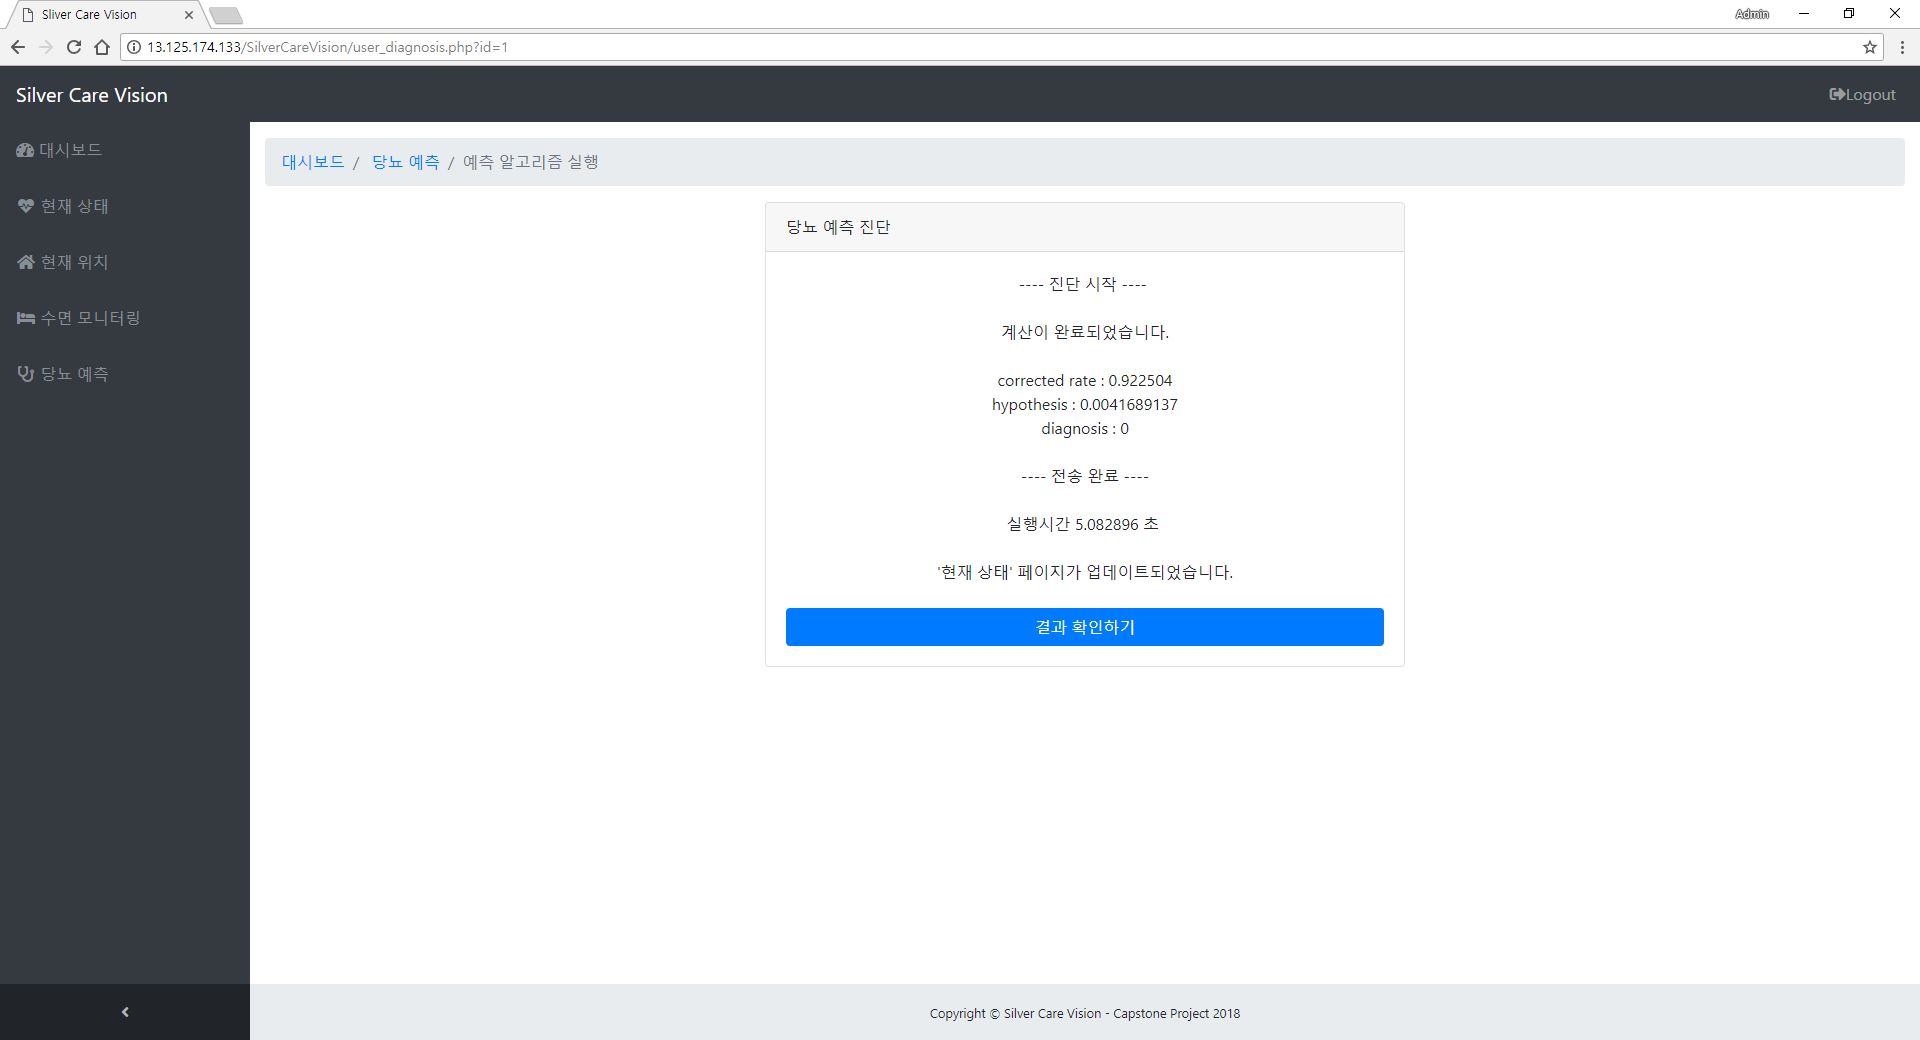 Sliver Care Vision
Admin
13.125.174.133/SilverCareVision/user_diagnosis.php?id=1
Silver Care Vision
Logout
대시보드
현재 상태
현재 위치
수면 모니터링
당뇨 예측
대시보드 / 당뇨 예측 / 예측 알고리즘 실행
당뇨 예측 진단
---- 진단 시작 ----
계산이 완료되었습니다.
corrected rate : 0.922504
hypothesis : 0.0041689137
diagnosis : 0
---- 전송 완료 ----
실행시간 5.082896 초
'현재 상태' 페이지가 업데이트되었습니다.
결과 확인하기
Copyright © Silver Care Vision - Capstone Project 2018